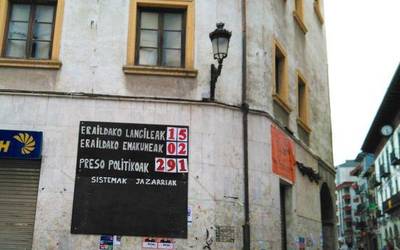 ERAILDAKO LANGILEAK 15
ERAILDAKO EMAKUMEAK 02
PRESO POLITIKOAK 291
SISTEMAK JAZARRIAK
H